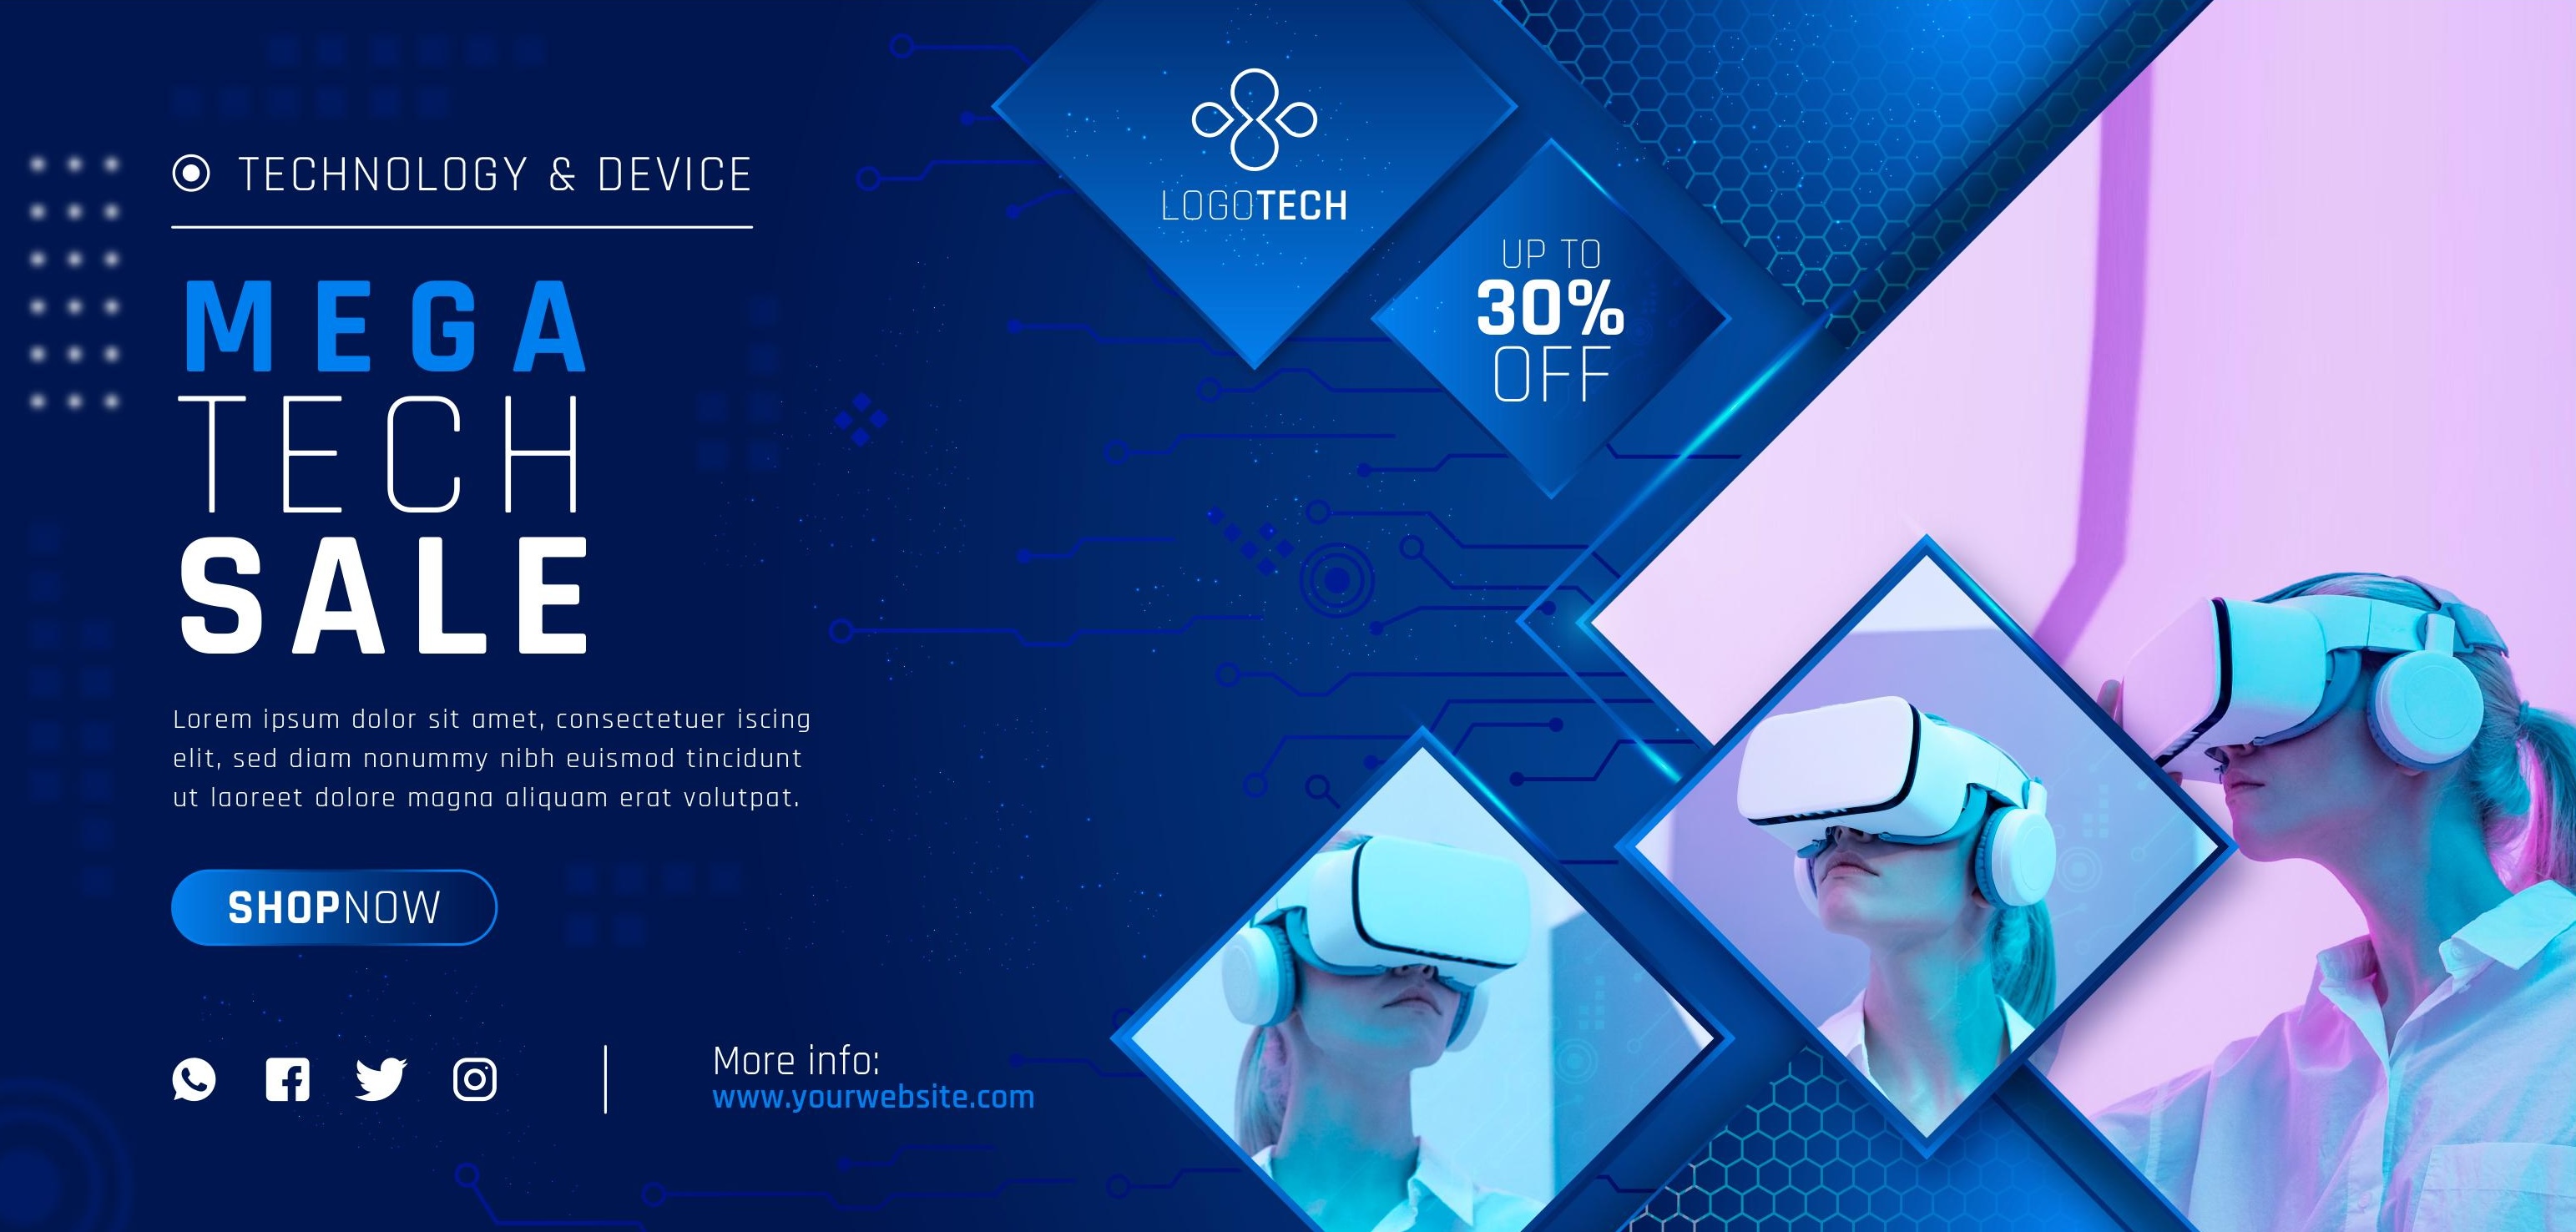 TECHNOLOGY & DEVICE
MEGA
TECH
SALE
Lorem ipsum dolor sit amet, consectetuer iscing
elit, sed diam nonummy nibh euismod tincidunt
ut laoreet dolore magna aliquam erat volutpat.
SHOPNOW
More info:
www.yourwebsite.com
LOGOTECH
UP TO
30%
OFF